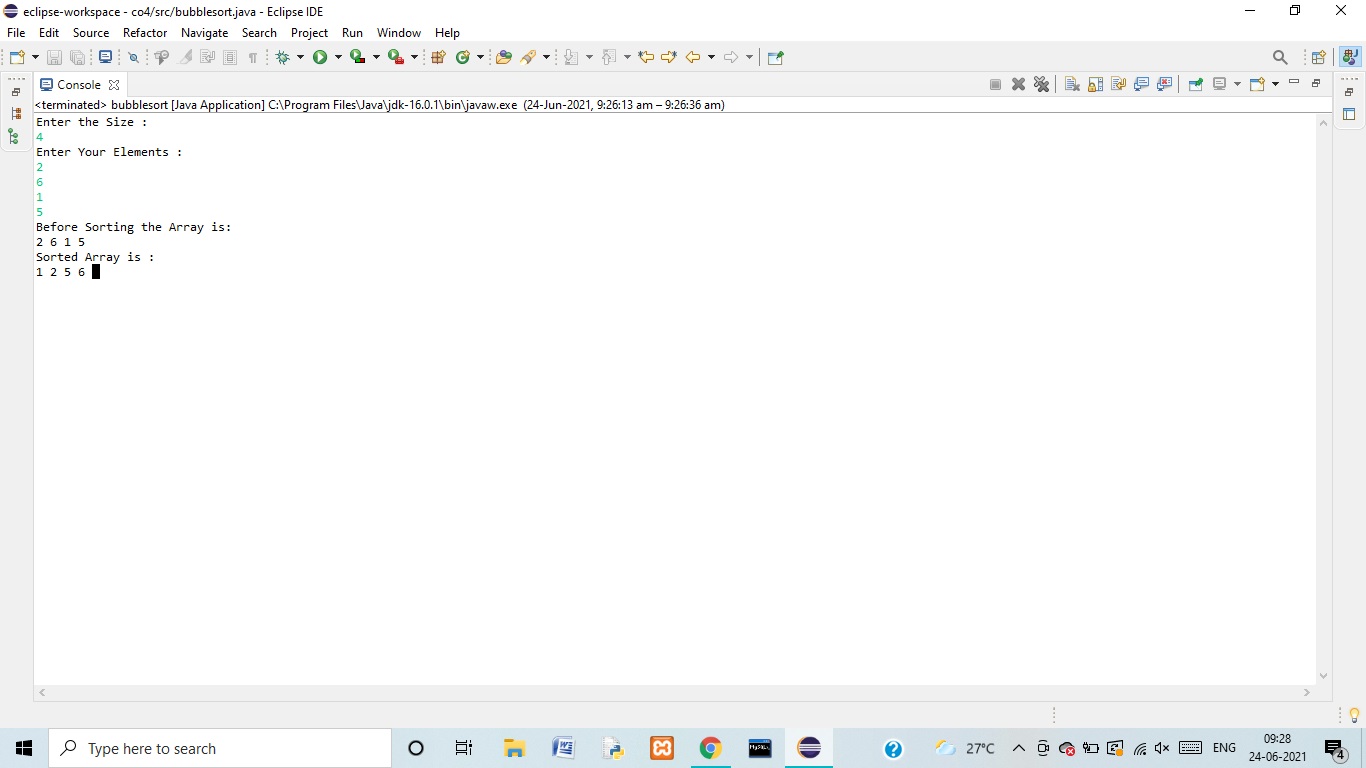 eclipse-workspace - co4/src/bubblesort.java - Eclipse IDE
File Edit Source Refactor Navigate Search Project Run Window Help
Console
<terminated> bubblesort [Java Application] C:\Program Files\Java\jdk-16.0.1\bin\javaw.exe (24-Jun-2021, 9:26:13 am – 9:26:36 am)
Enter the Size :
4
Enter Your Elements :
2
6
1
5
Before Sorting the Array is:
2 6 1 5
Sorted Array is :
1 2 5 6
Type here to search
MySQL
27°C
ENG
09:28
24-06-2021
4